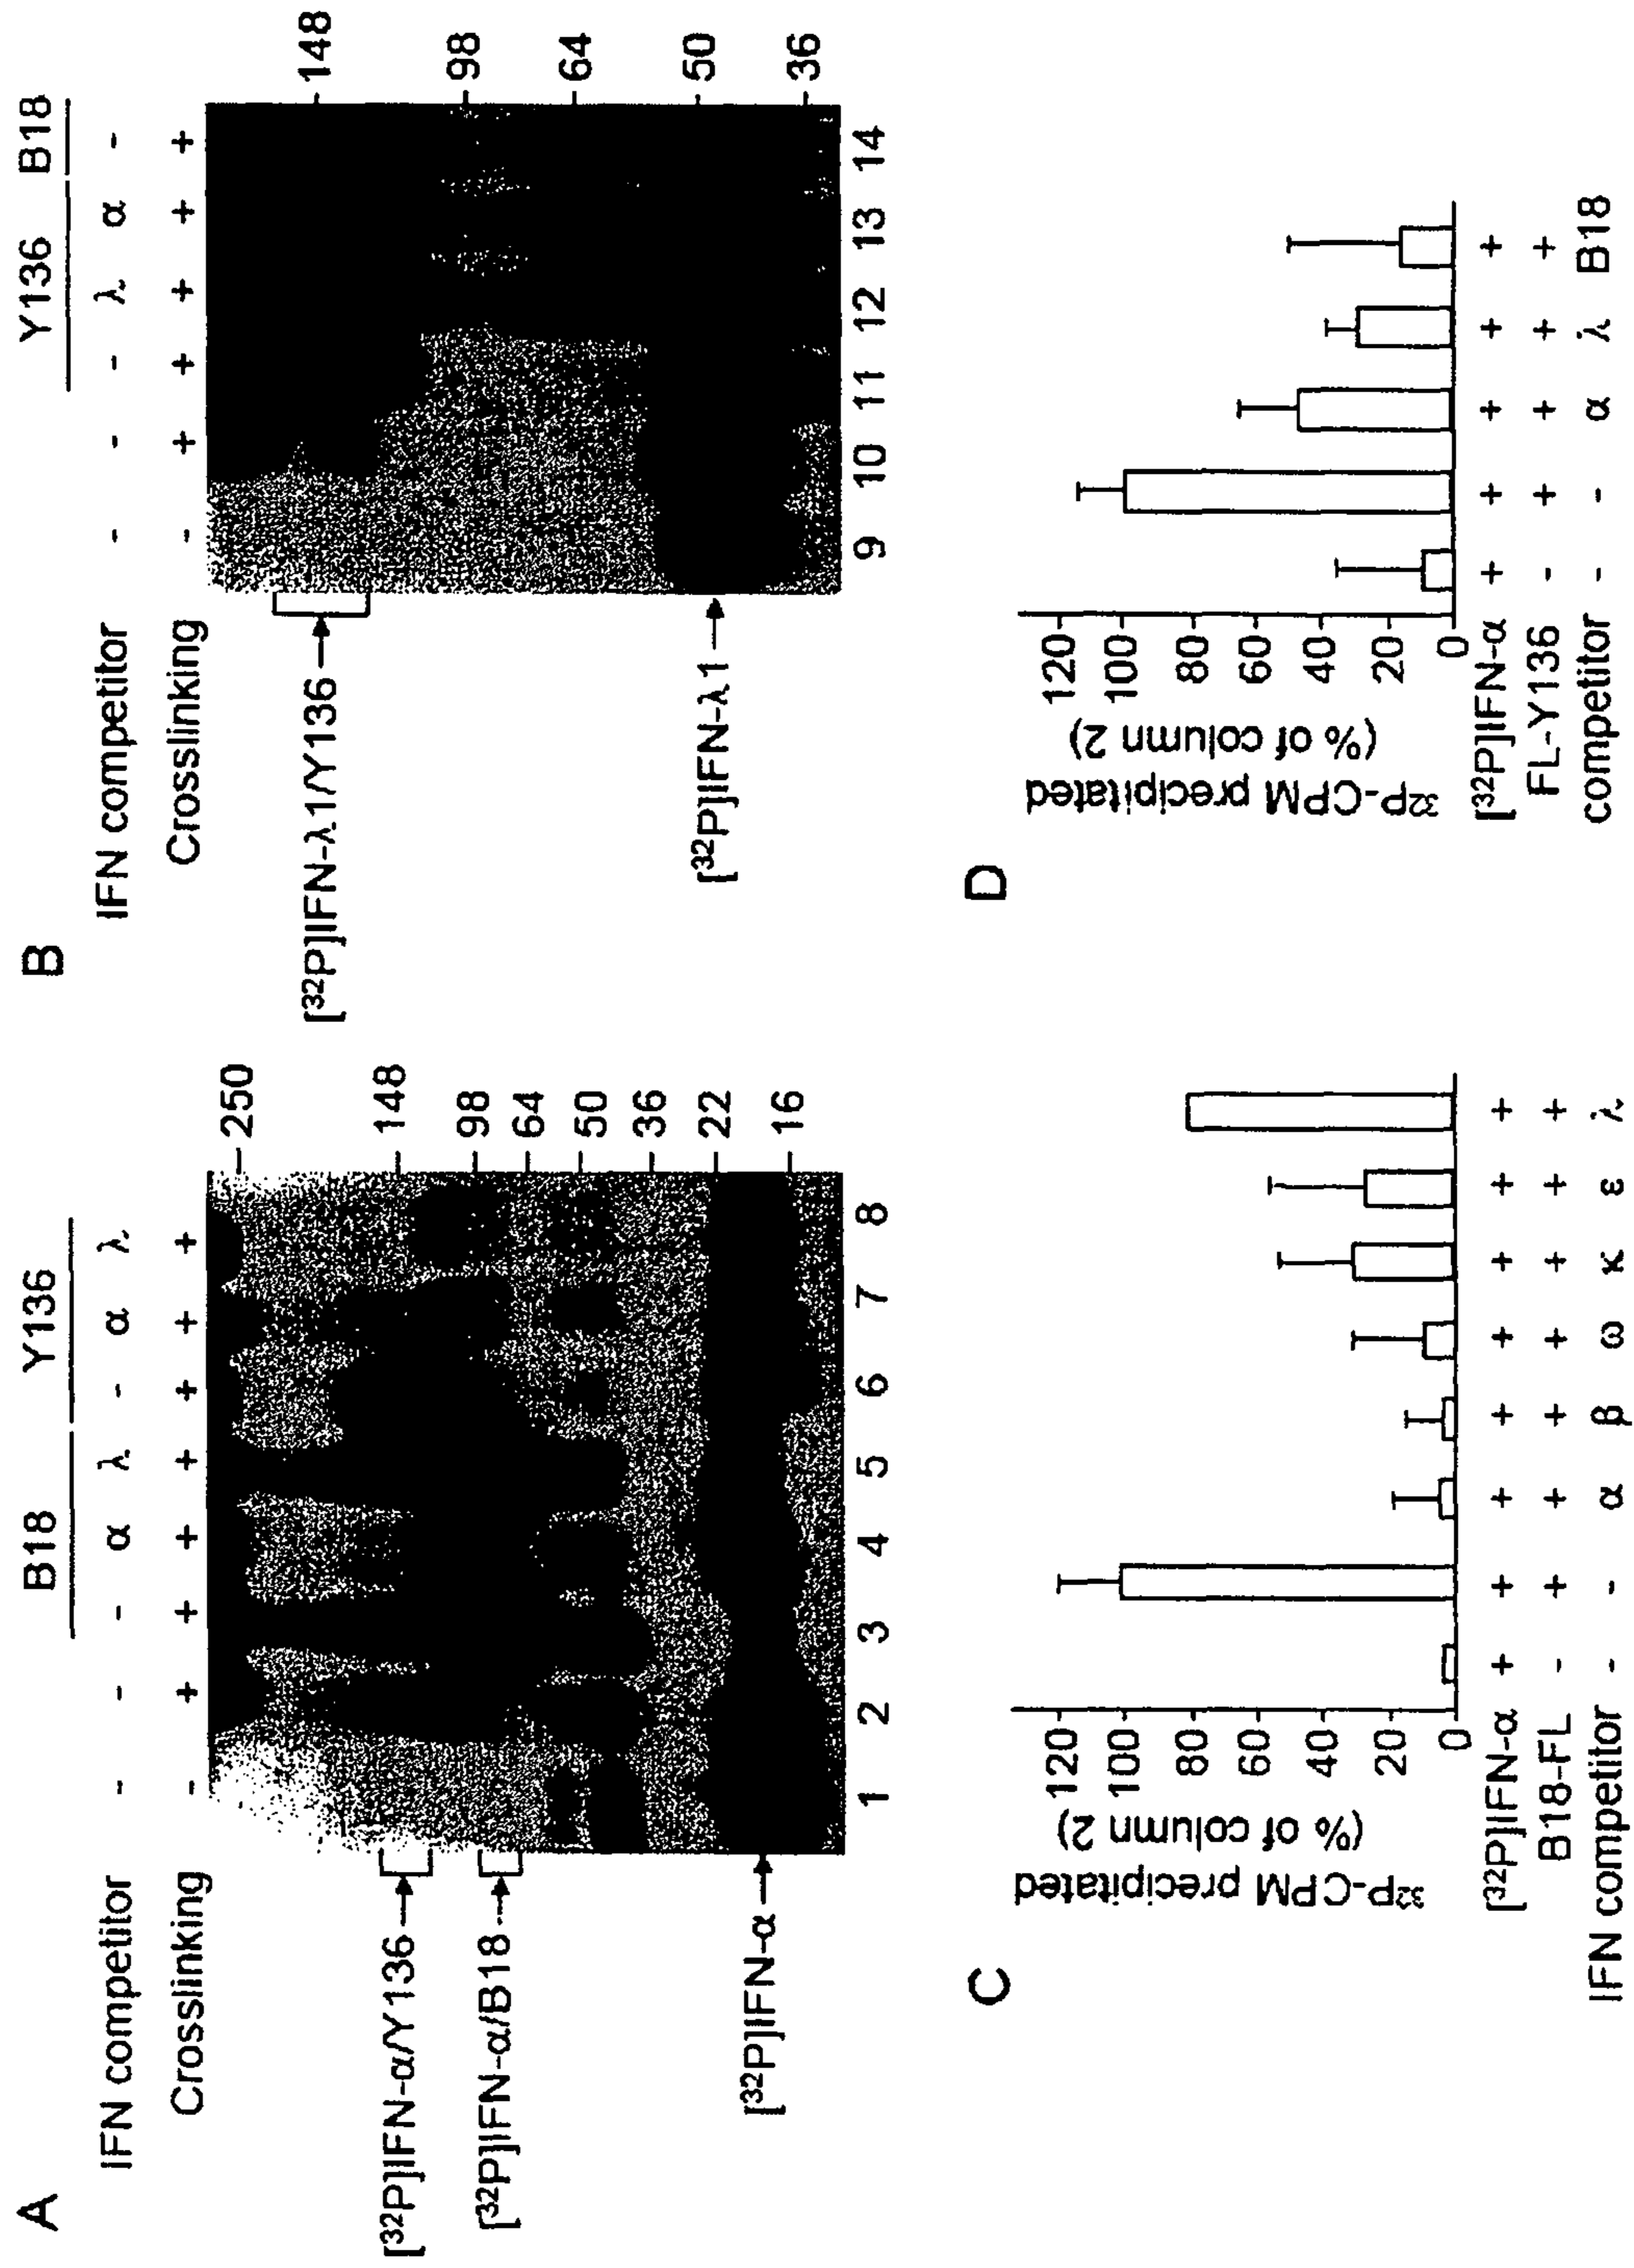 A
B18 Y136
IFN competitor - - - α λ - α λ
Crosslinking - + + + + + + +
[³²P]IFN-α/Y136
[³²P]IFN-α/B18
[³²P]IFN-α
250
148
98
64
50
36
22
16
1 2 3 4 5 6 7 8
B
Y136 B18
IFN competitor - - - λ α -
Crosslinking - + + + + +
[³²P]IFN-λ1/Y136
[³²P]IFN-λ1
148
98
64
50
36
9 10 11 12 13 14
C
³²P-CPM precipitated
(% of column 2)
120
100
80
60
40
20
0
[³²P]IFN-α + + + + + + + +
B18-FL - + + + + + + +
IFN competitor - - α β ω κ ε λ
D
³²P-CPM precipitated
(% of column 2)
120
100
80
60
40
20
0
[³²P]IFN-α + + + + +
FL-Y136 - + + + +
competitor - - α λ B18